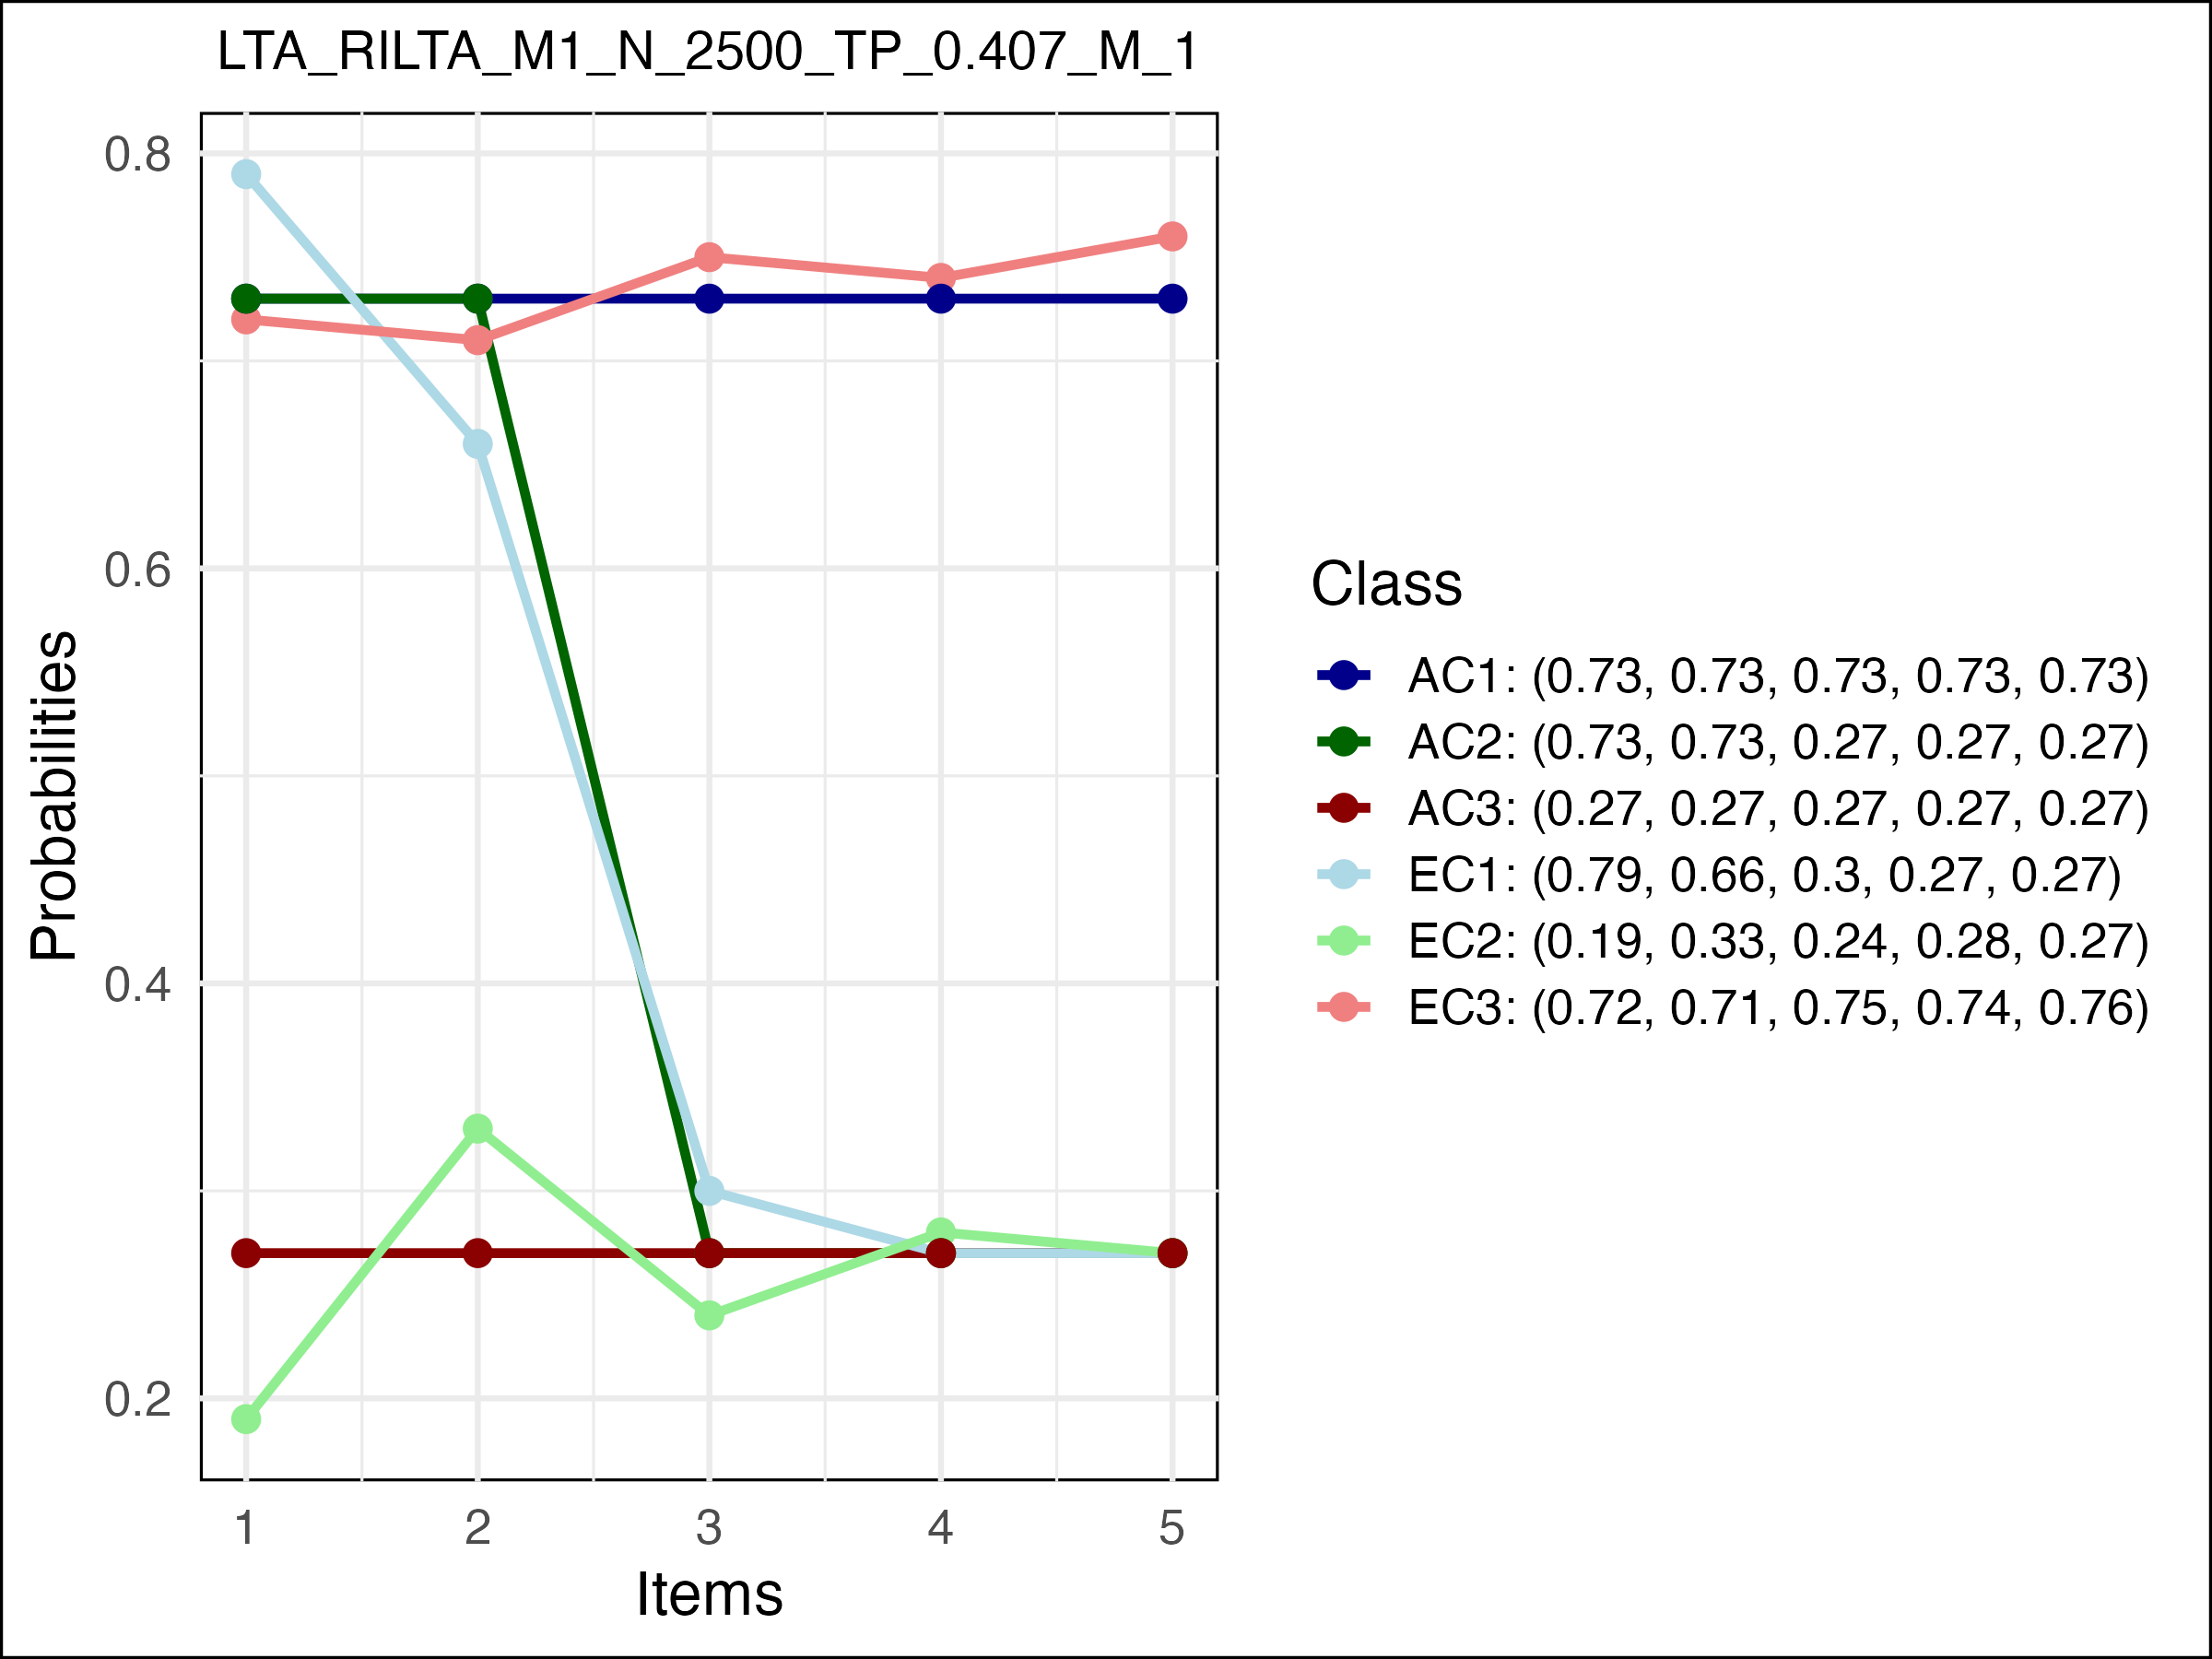 LTA_RILTA_M1_N_2500_TP_0.407_M_1
0.8
0.6
0.4
0.2
Probabilities
1 2 3 4 5
Items
Class
AC1: (0.73, 0.73, 0.73, 0.73, 0.73)
AC2: (0.73, 0.73, 0.27, 0.27, 0.27)
AC3: (0.27, 0.27, 0.27, 0.27, 0.27)
EC1: (0.79, 0.66, 0.3, 0.27, 0.27)
EC2: (0.19, 0.33, 0.24, 0.28, 0.27)
EC3: (0.72, 0.71, 0.75, 0.74, 0.76)